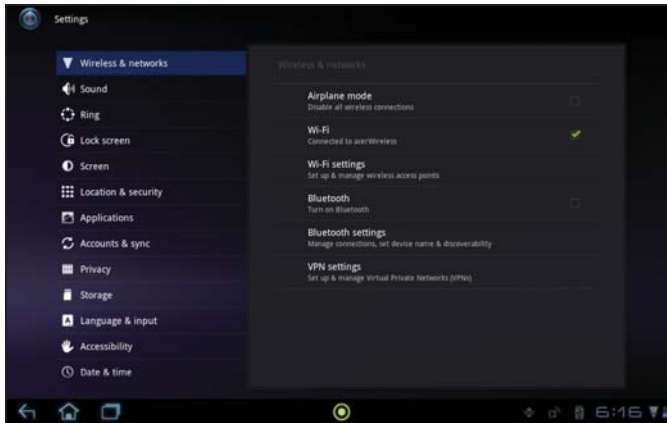 Settings
Wireless & networks
Sound
Ring
Lock screen
Screen
Location & security
Applications
Accounts & sync
Privacy
Storage
Language & input
Accessibility
Date & time
Wireless & networks
Airplane mode
Disable all wireless connections
Wi-Fi
Connected to acerWireless
Wi-Fi settings
Set up & manage wireless access points
Bluetooth
Turn on Bluetooth
Bluetooth settings
Manage connections, set device name & discoverability
VPN settings
Set up & manage Virtual Private Networks (VPNs)
6:16